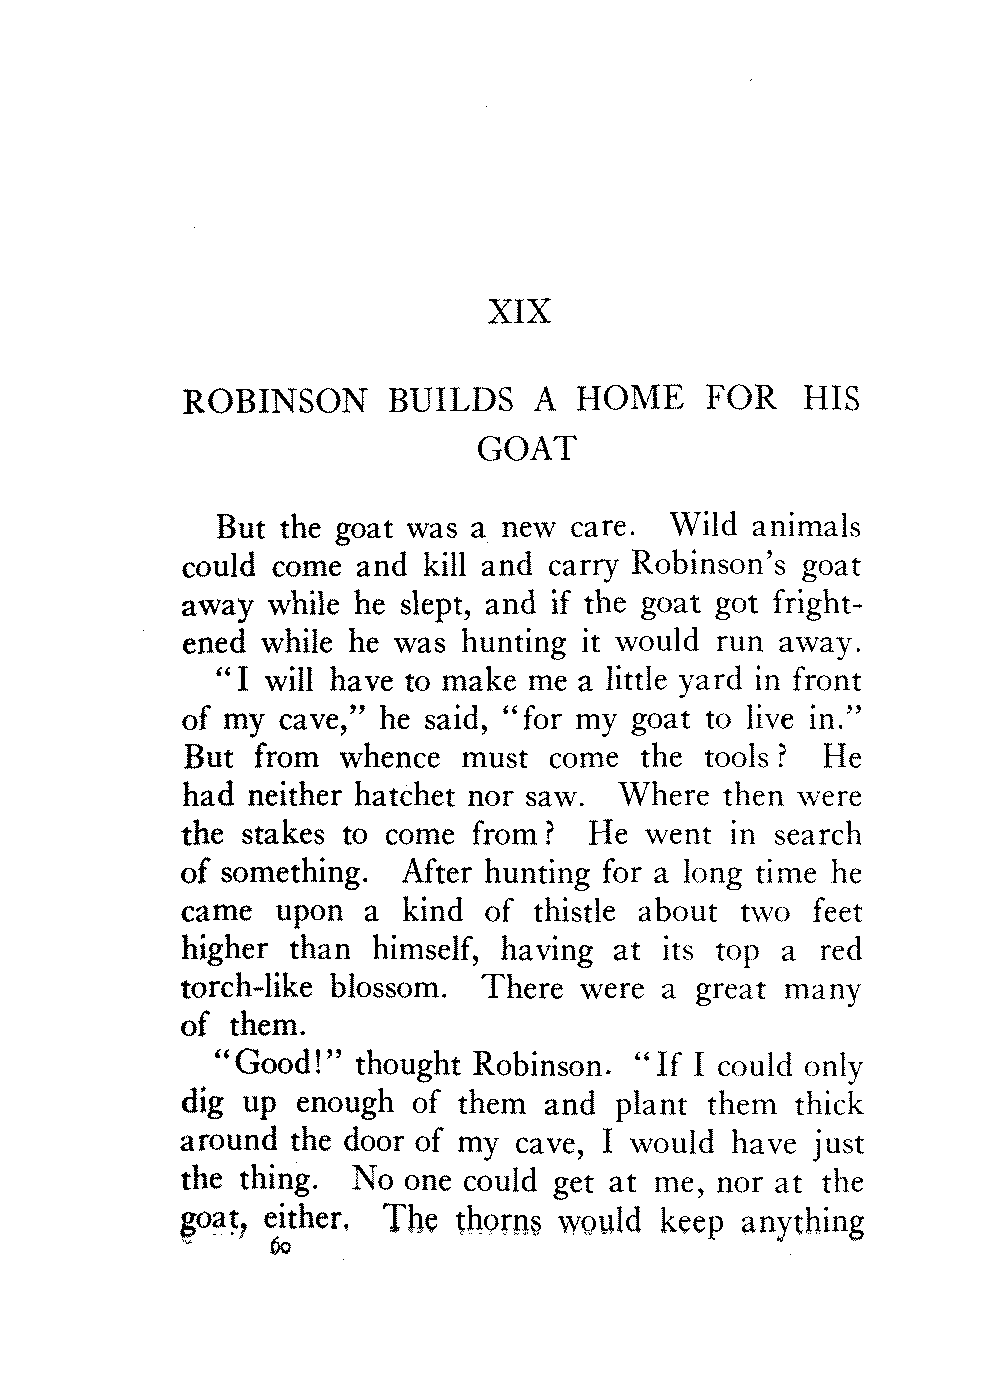 XIX
ROBINSON BUILDS A HOME FOR HIS
GOAT
But the goat was a new care. Wild animals
could come and kill and carry Robinson's goat
away while he slept, and if the goat got fright-
ened while he was hunting it would run away.
"I will have to make me a little yard in front
of my cave," he said, "for my goat to live in."
But from whence must come the tools? He
had neither hatchet nor saw. Where then were
the stakes to come from? He went in search
of something. After hunting for a long time he
came upon a kind of thistle about two feet
higher than himself, having at its top a red
torch-like blossom. There were a great many
of them.
"Good!" thought Robinson. "If I could only
dig up enough of them and plant them thick
around the door of my cave, I would have just
the thing. No one could get at me, nor at the
goat, either. The thorns would keep anything
60